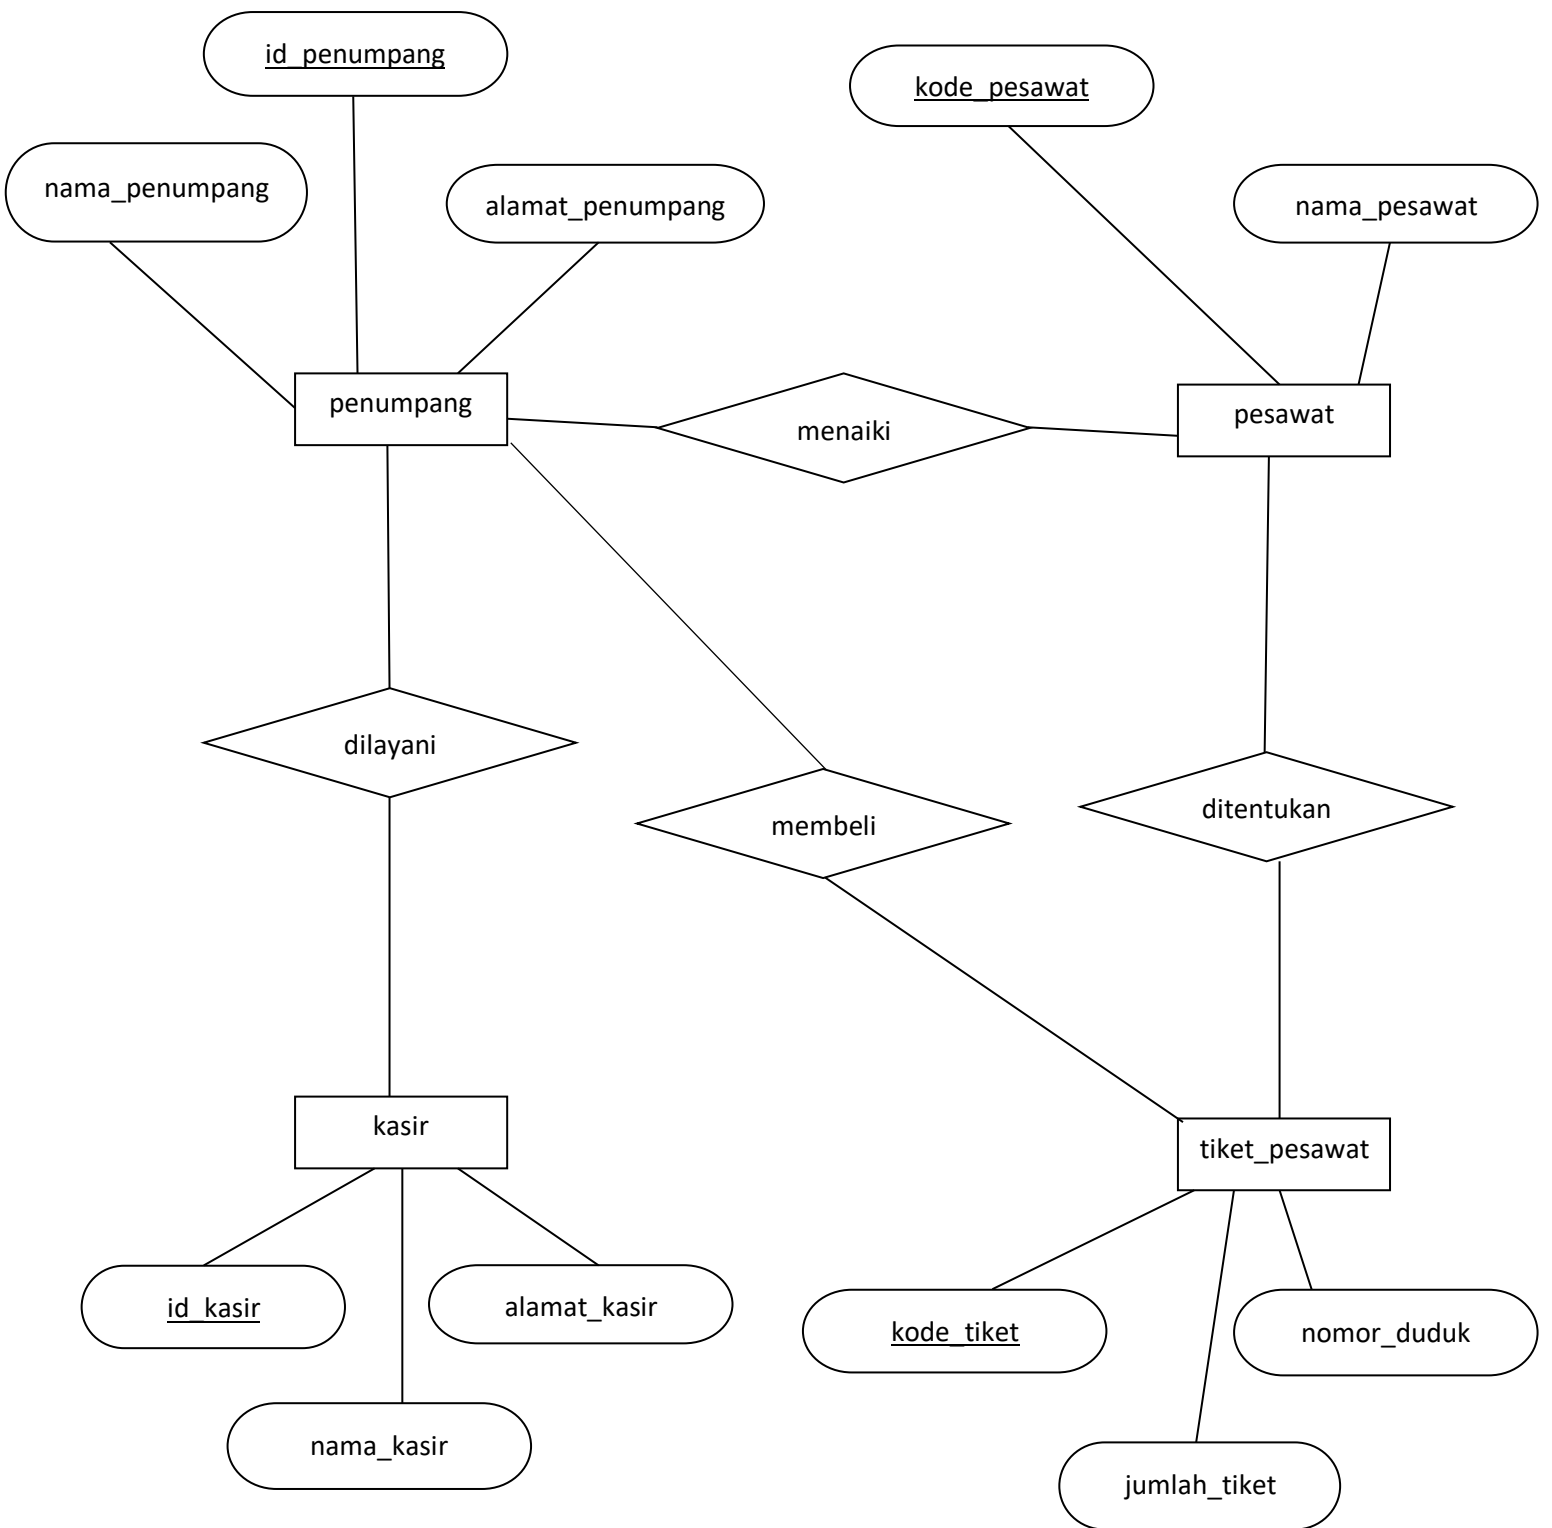 id_penumpang
kode_pesawat
nama_penumpang
alamat_penumpang
nama_pesawat
penumpang
menaiki
pesawat
dilayani
membeli
ditentukan
kasir
tiket_pesawat
id_kasir
alamat_kasir
kode_tiket
nomor_duduk
nama_kasir
jumlah_tiket